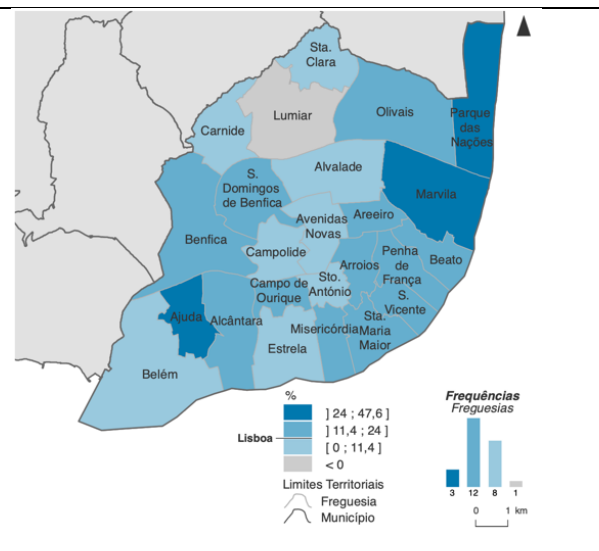 Sta.
Clara
Lumiar
Olivais
Parque
das
Nações
Carnide
Alvalade
S.
Domingos
de Benfica
Marvila
Avenidas
Novas
Areeiro
Benfica
Campolide
Penha
de
França
Beato
Arroios
Sto.
António
Campo de
Ourique
S.
Vicente
Ajuda
Alcântara
Misericórdia
Sta.
Maria
Maior
Estrela
Belém
%
] 24 ; 47,6 ]
] 11,4 ; 24 ]
Lisboa
[ 0 ; 11,4 ]
< 0
Limites Territoriais
Freguesia
Município
Frequências
Freguesias
3 12 8 1
0 1 km